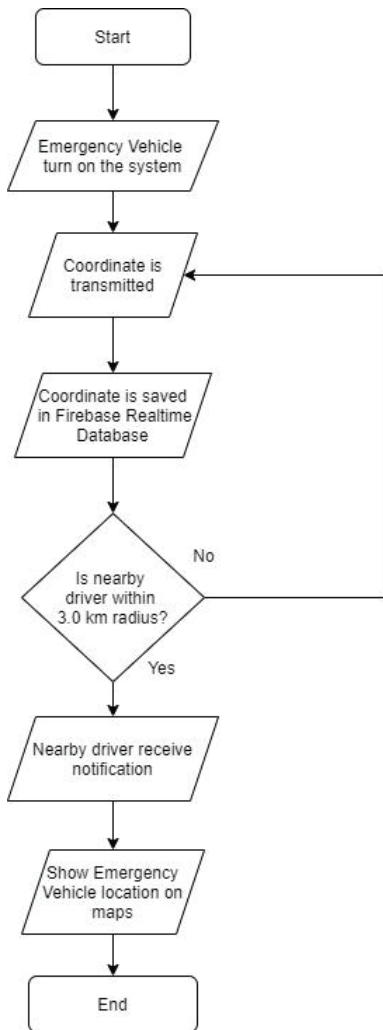 Start
Emergency Vehicle
turn on the system
Coordinate is
transmitted
Coordinate is saved
in Firebase Realtime
Database
No
Is nearby
driver within
3.0 km radius?
Yes
Nearby driver receive
notification
Show Emergency
Vehicle location on
maps
End